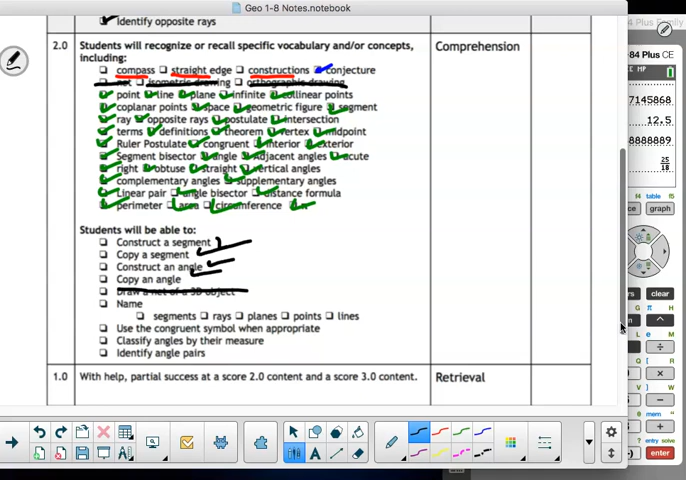 Geo 1-8 Notes.notebook
Identify opposite rays
2.0 Students will recognize or recall specific vocabulary and/or concepts, Comprehension
including:
compass straight edge constructions conjecture
net isometric drawing orthographic drawing
point line plane infinite collinear points
coplanar points space geometric figure segment
ray opposite rays postulate intersection
terms definitions theorem vertex midpoint
Ruler Postulate congruent interior exterior
Segment bisector angle Adjacent angles acute
right obtuse straight vertical angles
complementary angles supplementary angles
Linear pair angle bisector distance formula
perimeter area circumference
Students will be able to:
Construct a segment
Copy a segment
Construct an angle
Copy an angle
Draw a net of a 3D object
Name
segments rays planes points lines
Use the congruent symbol when appropriate
Classify angles by their measure
Identify angle pairs
1.0 With help, partial success at a score 2.0 content and a score 3.0 content. Retrieval
-84 Plus CE
7145868
12.5
8888889
25
18
f4 table f5
graph
clear
enter